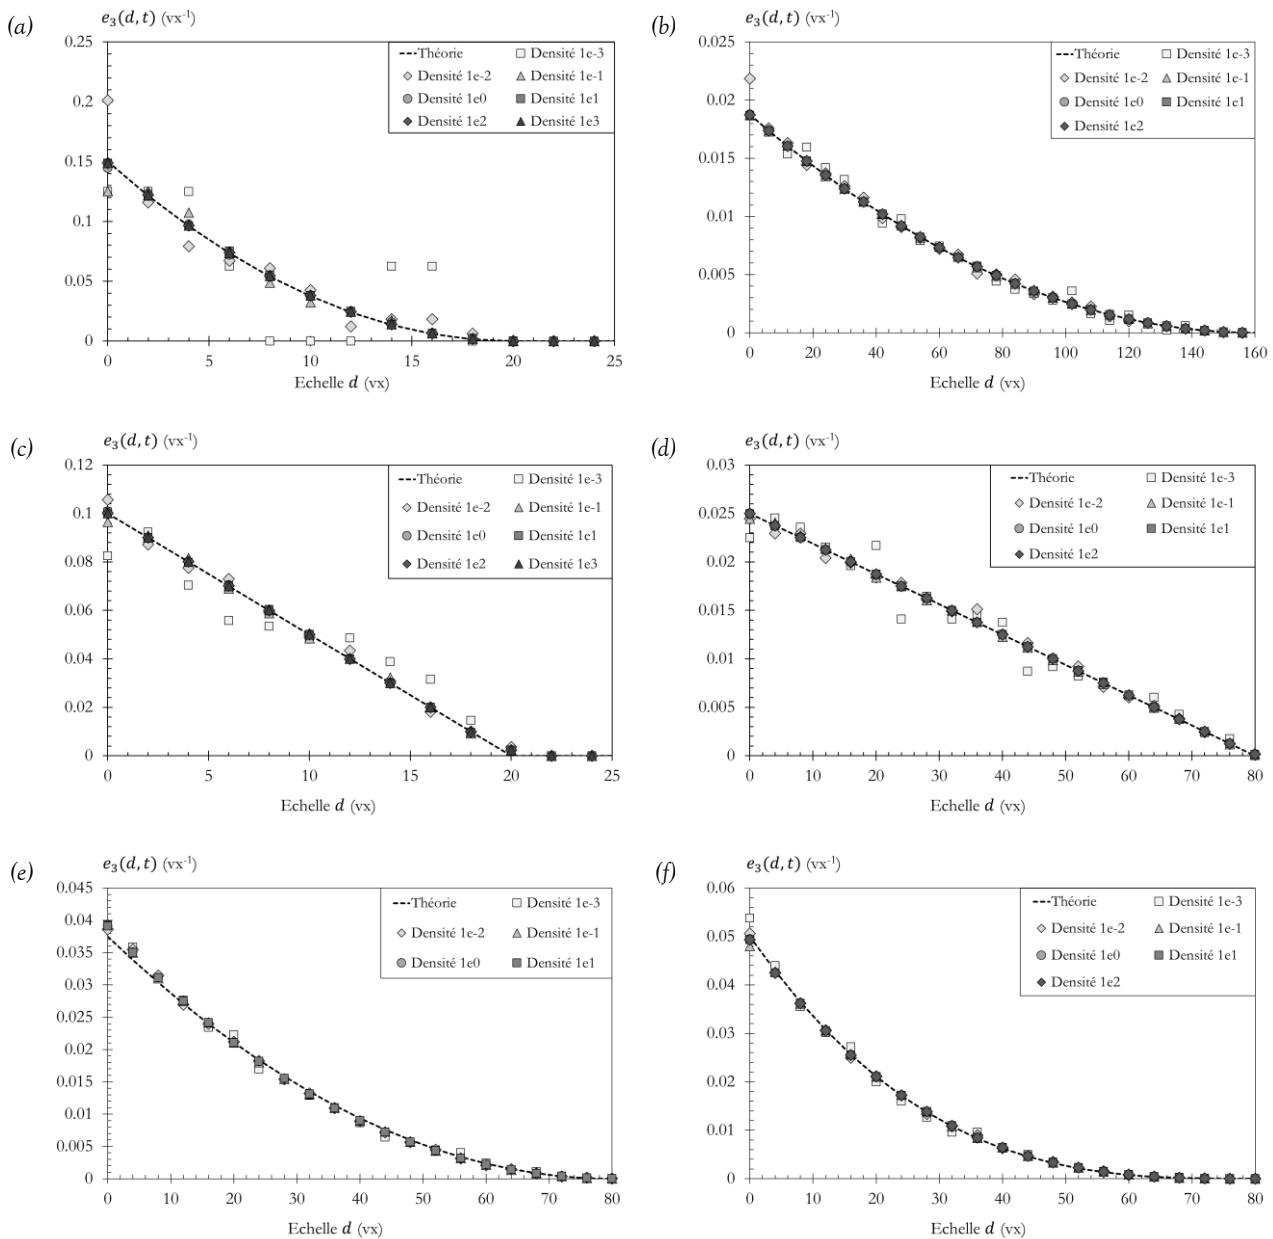 (a)
e₃(d, t) (vx⁻¹)
0.25
0.2
0.15
0.1
0.05
0
0 5 10 15 20 25
Echelle d (vx)
Théorie Densité 1e-3
Densité 1e-2 Densité 1e-1
Densité 1e0 Densité 1e1
Densité 1e2 Densité 1e3
(b)
e₃(d, t) (vx⁻¹)
0.025
0.02
0.015
0.01
0.005
0
0 20 40 60 80 100 120 140 160
Echelle d (vx)
Théorie Densité 1e-3
Densité 1e-2 Densité 1e-1
Densité 1e0 Densité 1e1
Densité 1e2
(c)
e₃(d, t) (vx⁻¹)
0.12
0.1
0.08
0.06
0.04
0.02
0
0 5 10 15 20 25
Echelle d (vx)
Théorie Densité 1e-3
Densité 1e-2 Densité 1e-1
Densité 1e0 Densité 1e1
Densité 1e2 Densité 1e3
(d)
e₃(d, t) (vx⁻¹)
0.03
0.025
0.02
0.015
0.01
0.005
0
0 10 20 30 40 50 60 70 80
Echelle d (vx)
Théorie Densité 1e-3
Densité 1e-2 Densité 1e-1
Densité 1e0 Densité 1e1
Densité 1e2
(e)
e₃(d, t) (vx⁻¹)
0.045
0.04
0.035
0.03
0.025
0.02
0.015
0.01
0.005
0
0 10 20 30 40 50 60 70 80
Echelle d (vx)
Théorie Densité 1e-3
Densité 1e-2 Densité 1e-1
Densité 1e0 Densité 1e1
(f)
e₃(d, t) (vx⁻¹)
0.06
0.05
0.04
0.03
0.02
0.01
0
0 10 20 30 40 50 60 70 80
Echelle d (vx)
Théorie Densité 1e-3
Densité 1e-2 Densité 1e-1
Densité 1e0 Densité 1e1
Densité 1e2